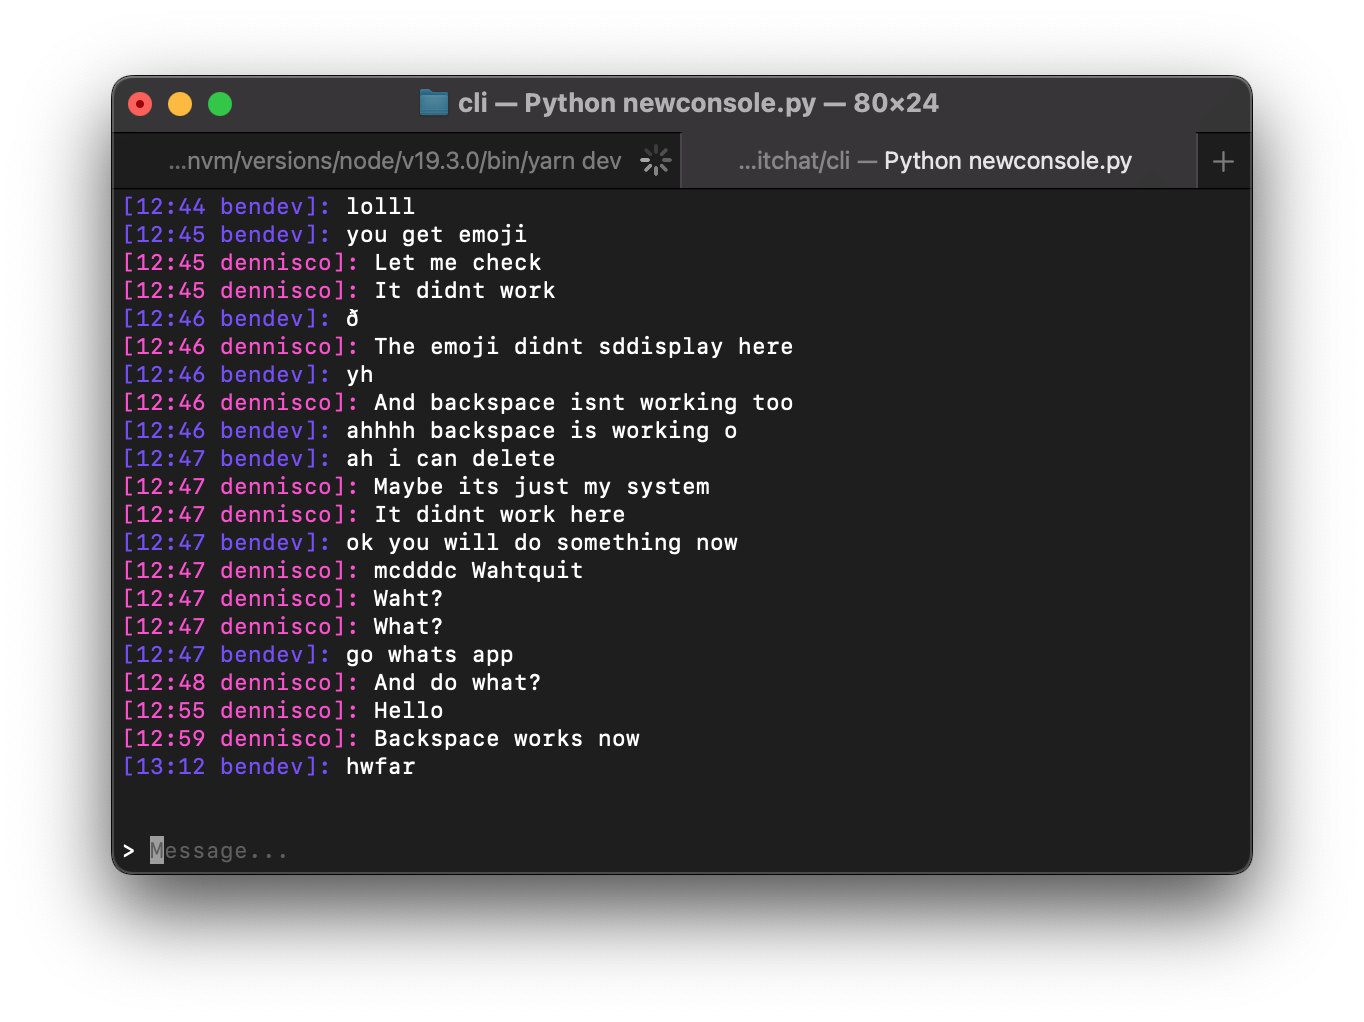 cli — Python newconsole.py — 80×24
...nvm/versions/node/v19.3.0/bin/yarn dev
...itchat/cli — Python newconsole.py
+
[12:44 bendev]: lolll
[12:45 bendev]: you get emoji
[12:45 dennisco]: Let me check
[12:45 dennisco]: It didnt work
[12:46 bendev]: ð
[12:46 dennisco]: The emoji didnt sddisplay here
[12:46 bendev]: yh
[12:46 dennisco]: And backspace isnt working too
[12:46 bendev]: ahhhh backspace is working o
[12:47 bendev]: ah i can delete
[12:47 dennisco]: Maybe its just my system
[12:47 dennisco]: It didnt work here
[12:47 bendev]: ok you will do something now
[12:47 dennisco]: mcdddc Wahtquit
[12:47 dennisco]: Waht?
[12:47 dennisco]: What?
[12:47 bendev]: go whats app
[12:48 dennisco]: And do what?
[12:55 dennisco]: Hello
[12:59 dennisco]: Backspace works now
[13:12 bendev]: hwfar
> Message...